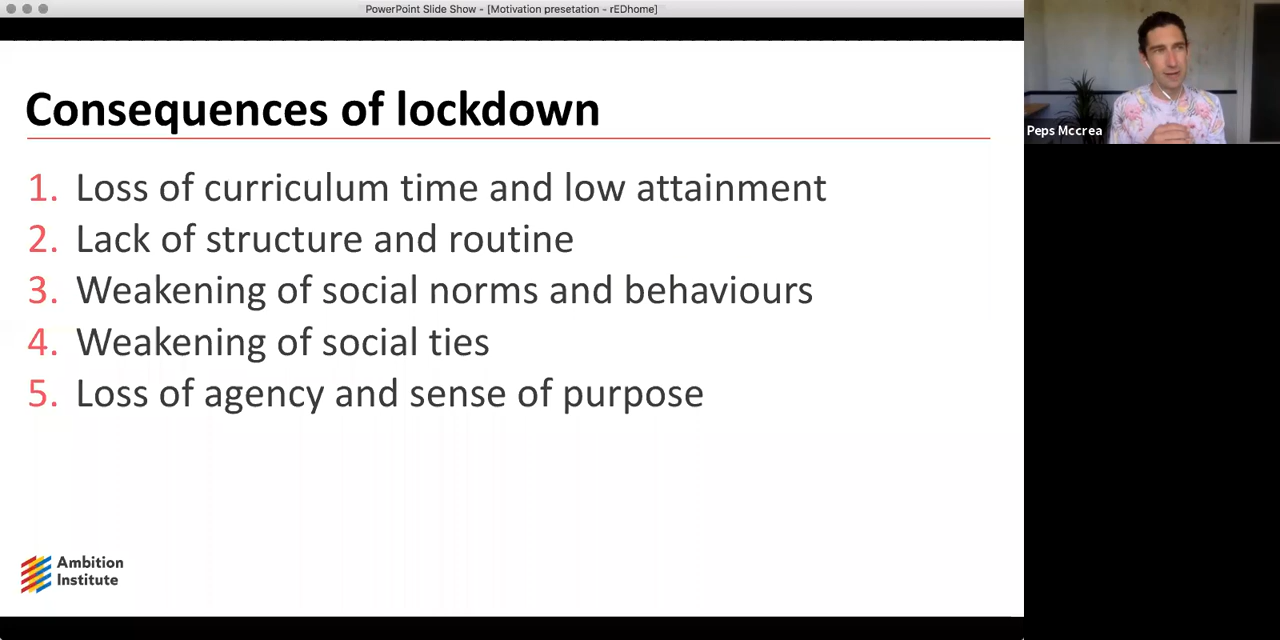 PowerPoint Slide Show - [Motivation presetation - rEDhome]
Consequences of lockdown
1. Loss of curriculum time and low attainment
2. Lack of structure and routine
3. Weakening of social norms and behaviours
4. Weakening of social ties
5. Loss of agency and sense of purpose
Ambition
Institute
Peps Mccrea